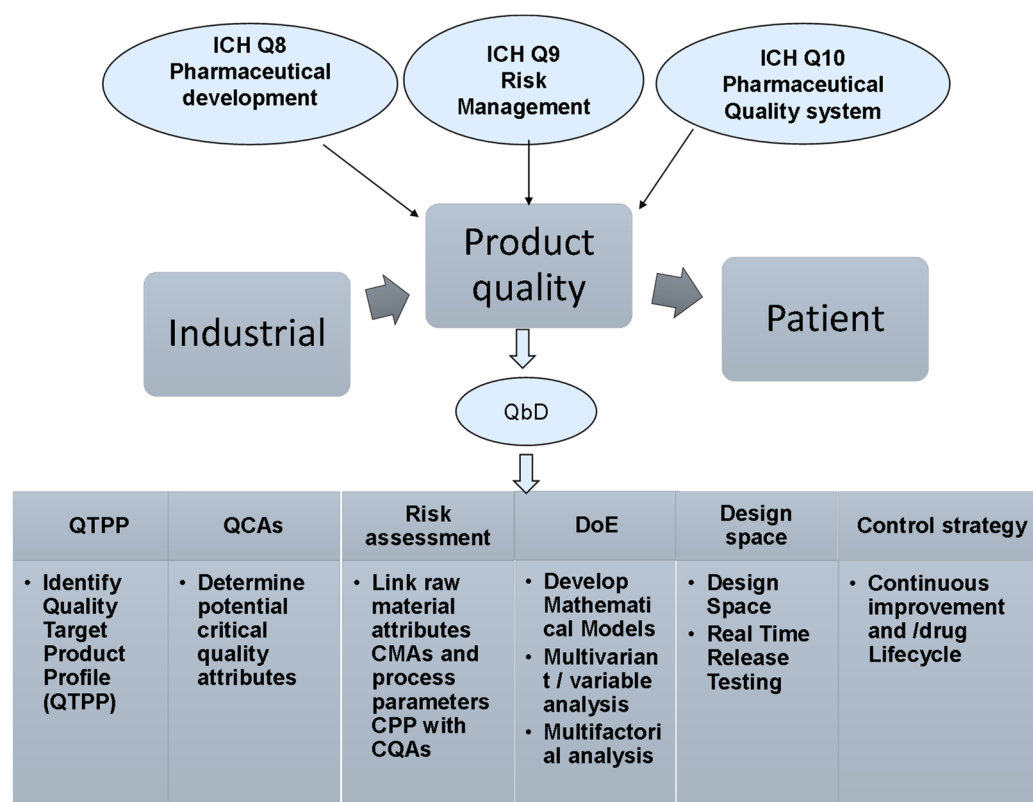 ICH Q8
Pharmaceutical
development
ICH Q9
Risk
Management
ICH Q10
Pharmaceutical
Quality system
Product
quality
Industrial
Patient
QbD
QTPP
QCAs
Risk
assessment
DoE
Design
space
Control strategy
• Identify
Quality
Target
Product
Profile
(QTPP)
• Determine
potential
critical
quality
attributes
• Link raw
material
attributes
CMAs and
process
parameters
CPP with
CQAs
• Develop
Mathemati
cal Models
• Multivarian
t / variable
analysis
• Multifactori
al analysis
• Design
Space
• Real Time
Release
Testing
• Continuous
improvement
and /drug
Lifecycle